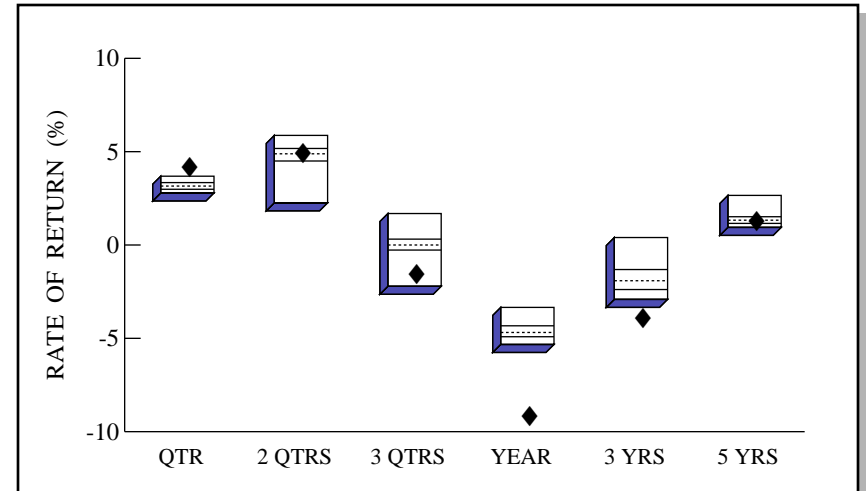 RATE OF RETURN (%)
10
5
0
-5
-10
QTR 2 QTRS 3 QTRS YEAR 3 YRS 5 YRS